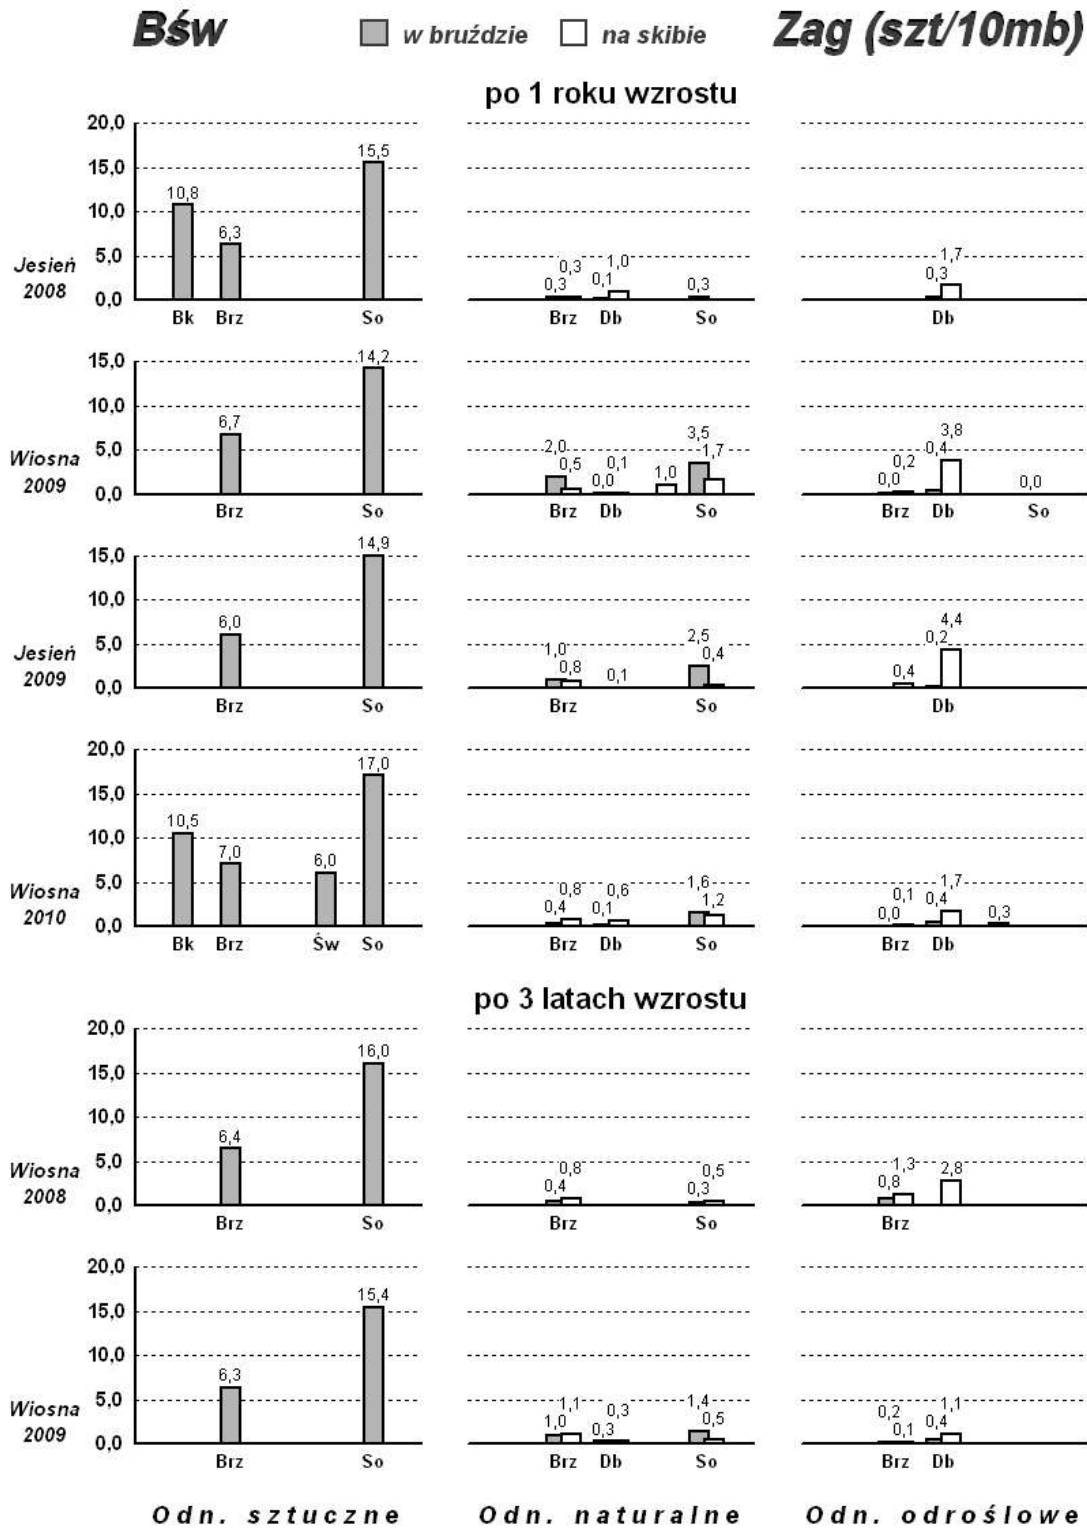 Bśw w bruździe na skibie Zag (szt/10mb)
po 1 roku wzrostu
20,0
15,0
10,0
5,0
0,0
Jesień
2008
10,8 6,3 15,5
Bk Brz So
0,3 0,3 0,1 1,0 0,3
Brz Db So
0,3 1,7
Db
15,0
10,0
5,0
0,0
Wiosna
2009
6,7 14,2
Brz So
2,0 0,5 0,0 0,1 1,0 3,5 1,7
Brz Db So
0,0 0,2 0,4 3,8 0,0
Brz Db So
15,0
10,0
5,0
0,0
Jesień
2009
6,0 14,9
Brz So
1,0 0,8 0,1 2,5 0,4
Brz So
0,4 0,2 4,4
Db
20,0
15,0
10,0
5,0
0,0
Wiosna
2010
10,5 7,0 6,0 17,0
Bk Brz Św So
0,4 0,8 0,1 0,6 1,6 1,2
Brz Db So
0,0 0,1 0,4 1,7 0,3
Brz Db
po 3 latach wzrostu
20,0
15,0
10,0
5,0
0,0
Wiosna
2008
6,4 16,0
Brz So
0,4 0,8 0,3 0,5
Brz So
0,8 1,3 2,8
Brz
20,0
15,0
10,0
5,0
0,0
Wiosna
2009
6,3 15,4
Brz So
1,0 1,1 0,3 0,3 1,4 0,5
Brz Db So
0,2 0,1 0,4 1,1
Brz Db
Odn. sztuczne Odn. naturalne Odn. odroślowe